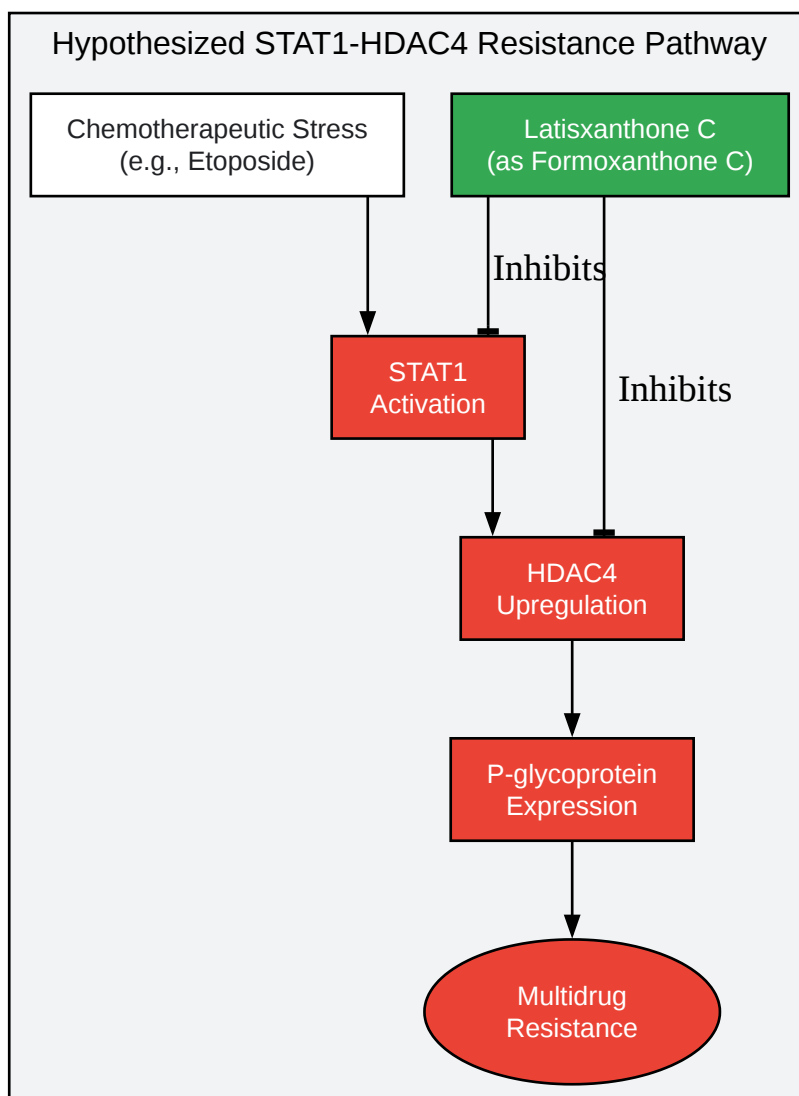 Hypothesized STAT1-HDAC4 Resistance Pathway
Chemotherapeutic Stress
(e.g., Etoposide)
Latisxanthone C
(as Formoxanthone C)
Inhibits
STAT1
Activation
Inhibits
HDAC4
Upregulation
P-glycoprotein
Expression
Multidrug
Resistance